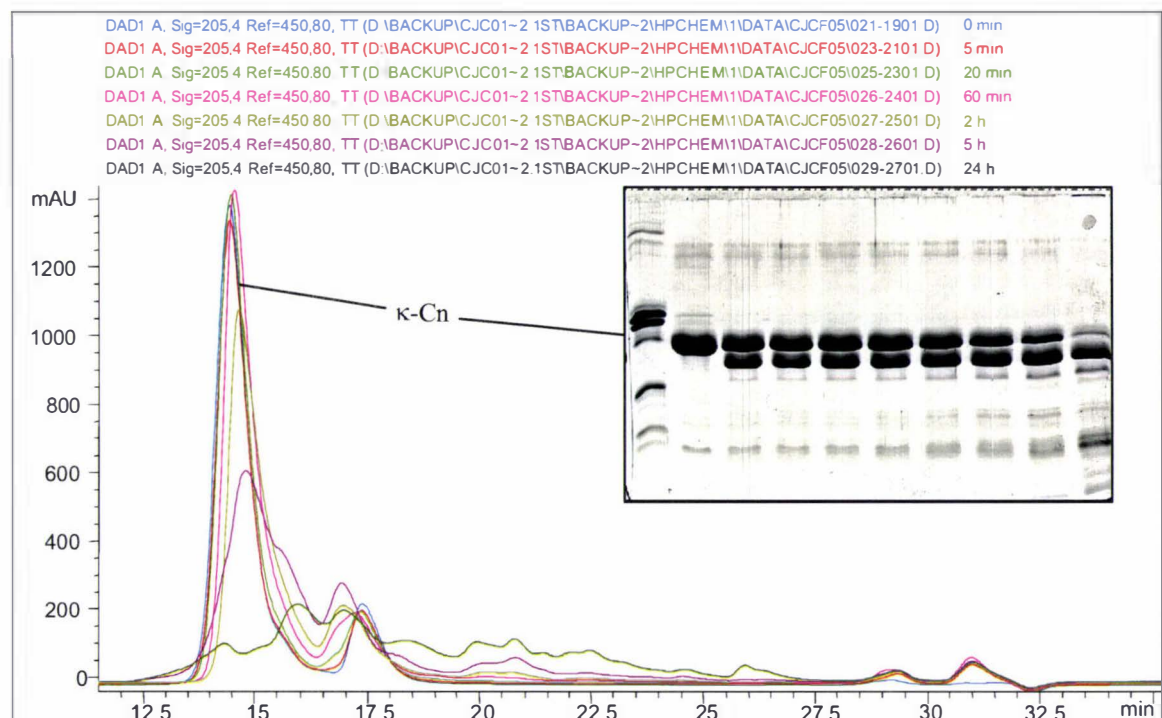 DAD1 A, Sig=205,4 Ref=450,80, TT (D:\BACKUP\CJC01~2 1ST\BACKUP~2\HPCHEM\1\DATA\CJCF05\021-1901 D) 0 min
DAD1 A, Sig=205,4 Ref=450,80, TT (D:\BACKUP\CJC01~2 1ST\BACKUP~2\HPCHEM\1\DATA\CJCF05\023-2101 D) 5 min
DAD1 A, Sig=205,4 Ref=450,80 TT (D:\BACKUP\CJC01~2 1ST\BACKUP~2\HPCHEM\1\DATA\CJCF05\025-2301 D) 20 min
DAD1 A, Sig=205,4 Ref=450,80 TT (D \BACKUP\CJC01~2 1ST\BACKUP~2\HPCHEM\1\DATA\CJCF05\026-2401 D) 60 min
DAD1 A Sig=205,4 Ref=450,80 TT (D \BACKUP\CJC01~2 1ST\BACKUP~2\HPCHEM\1\DATA\CJCF05\027-2501 D) 2 h
DAD1 A, Sig=205,4 Ref=450,80, TT (D \BACKUP\CJC01~2 1ST\BACKUP~2\HPCHEM\1\DATA\CJCF05\028-2601 D) 5 h
DAD1 A, Sig=205,4 Ref=450,80, TT (D \BACKUP\CJC01~2.1ST\BACKUP~2\HPCHEM\1\DATA\CJCF05\029-2701.D) 24 h
mAU
1200
κ-Cn
1000
800
600
400
200
0
12.5 15 17.5 20 22.5 25 27.5 30 32.5 min